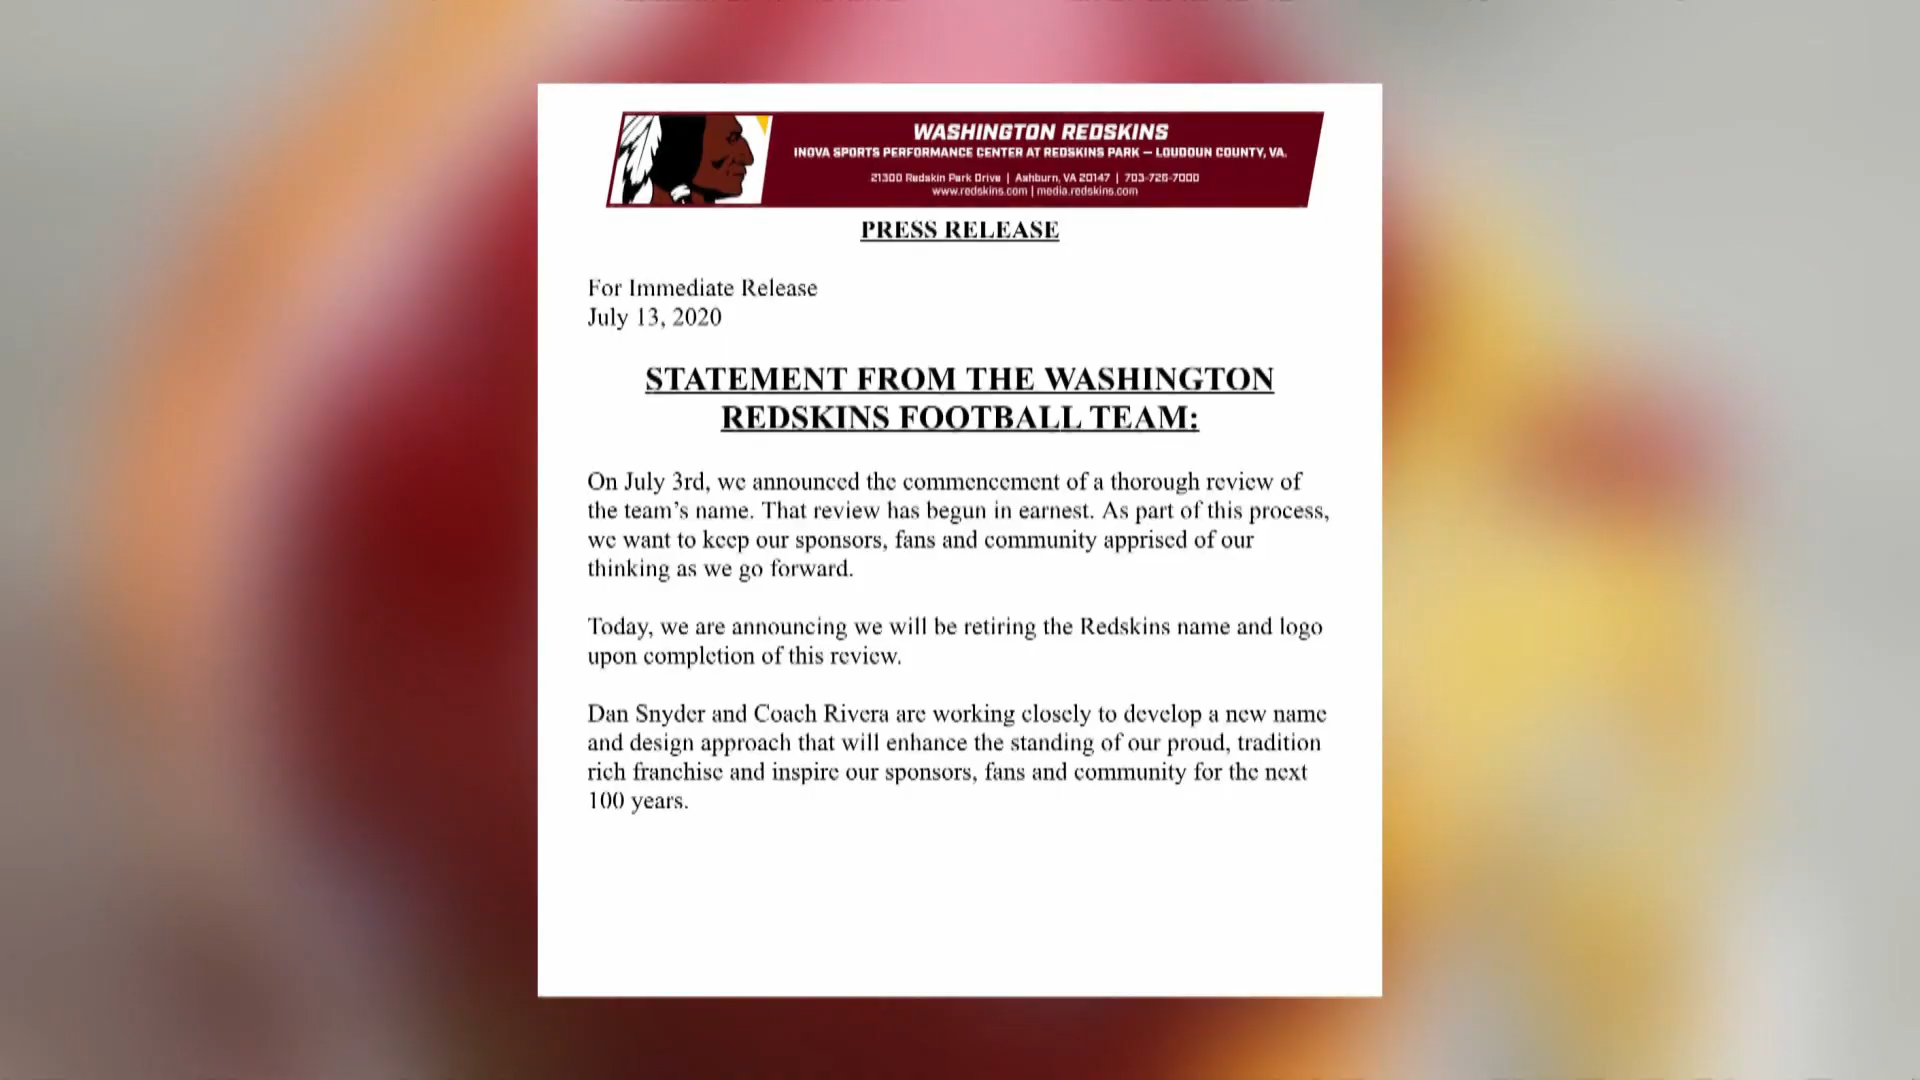 WASHINGTON REDSKINS
INOVA SPORTS PERFORMANCE CENTER AT REDSKINS PARK – LOUDOUN COUNTY, VA.
21300 Redskin Park Drive | Ashburn, VA 20147 | 703-726-7000
www.redskins.com | media.redskins.com
PRESS RELEASE
For Immediate Release
July 13, 2020
STATEMENT FROM THE WASHINGTON
REDSKINS FOOTBALL TEAM:
On July 3rd, we announced the commencement of a thorough review of
the team’s name. That review has begun in earnest. As part of this process,
we want to keep our sponsors, fans and community apprised of our
thinking as we go forward.
Today, we are announcing we will be retiring the Redskins name and logo
upon completion of this review.
Dan Snyder and Coach Rivera are working closely to develop a new name
and design approach that will enhance the standing of our proud, tradition
rich franchise and inspire our sponsors, fans and community for the next
100 years.